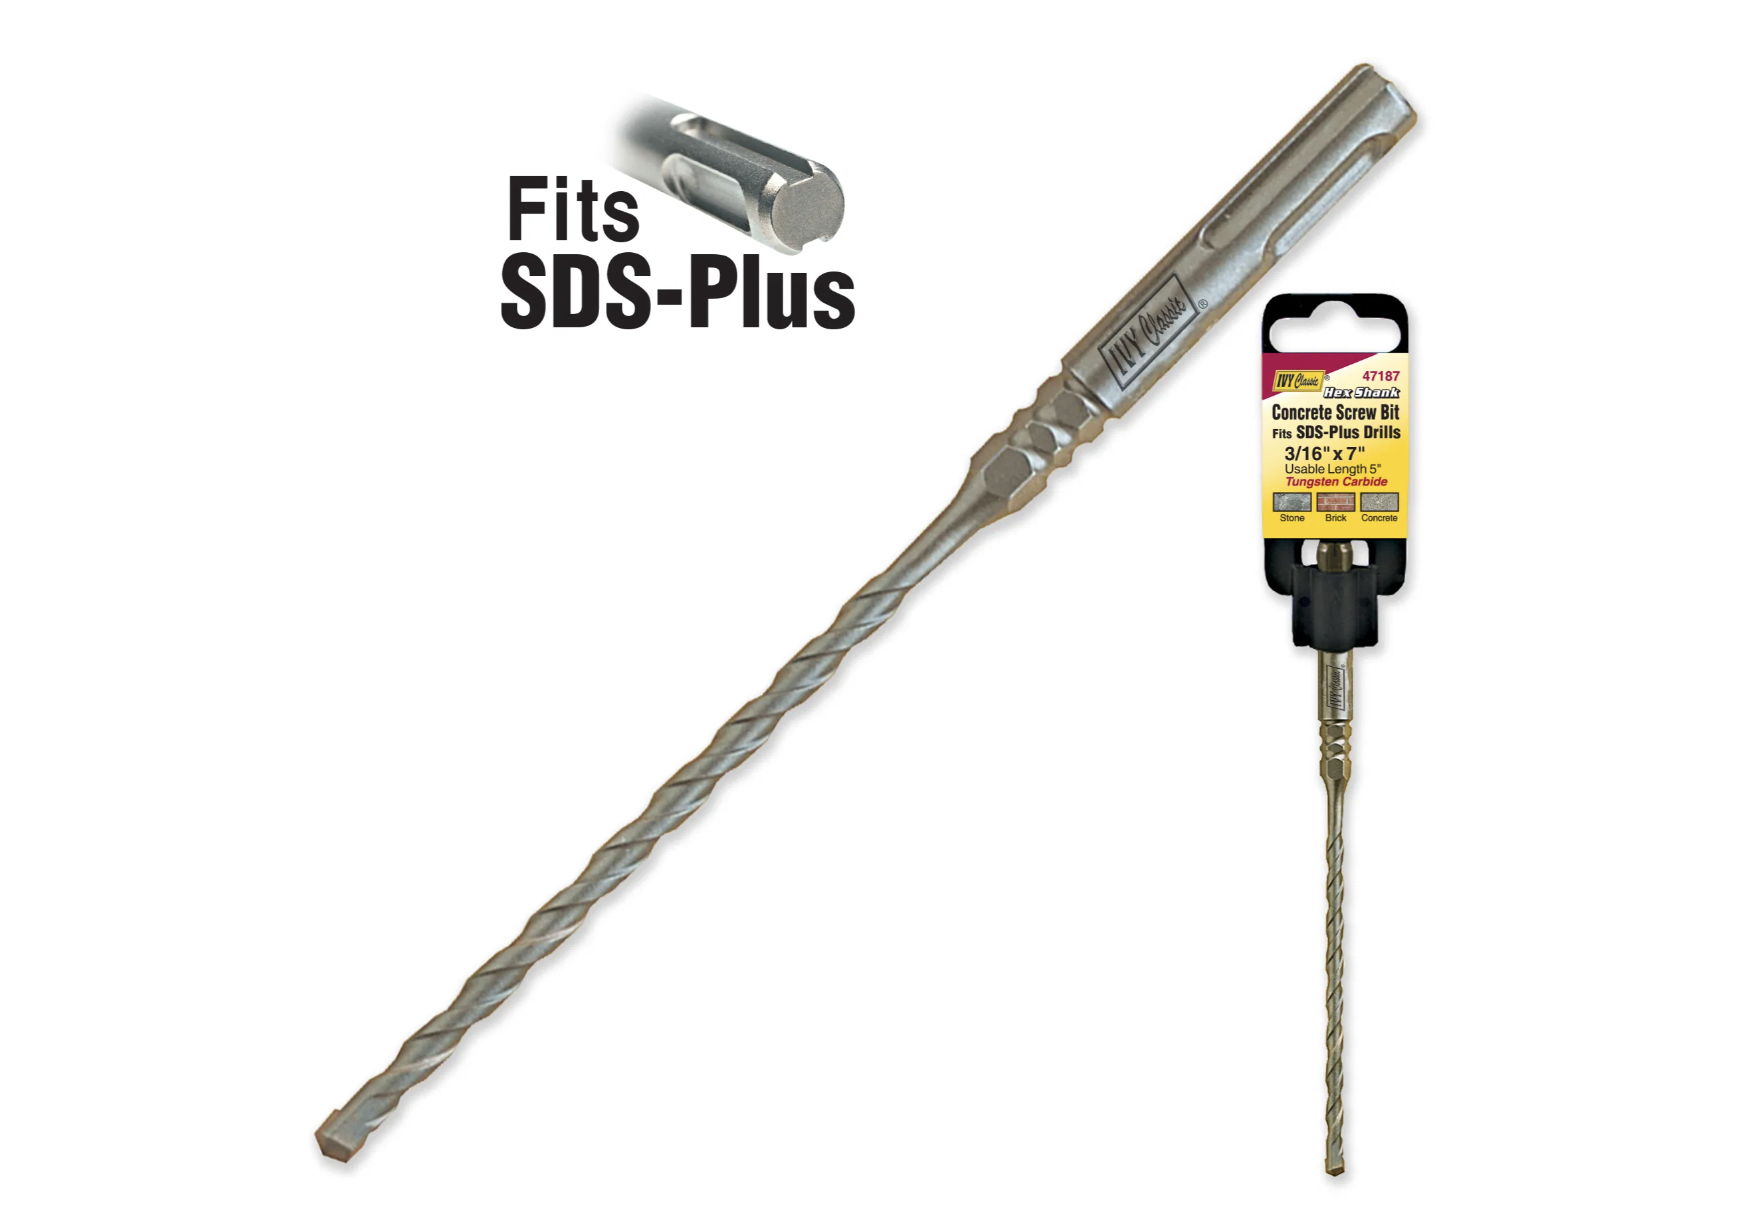 Fits
SDS-Plus
IVY Classic ®
IVY Classic ®
47187
Hex Shank
Concrete Screw Bit
Fits SDS-Plus Drills
3/16" x 7"
Usable Length 5"
Tungsten Carbide
Stone Brick Concrete
IVY Classic